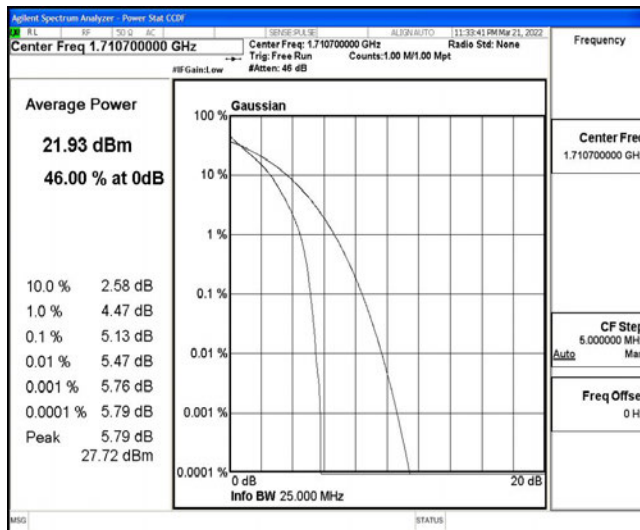 Agilent Spectrum Analyzer - Power Stat CCDF
RL RF 50 Ω AC SENSE:PULSE ALIGN AUTO 11:33:41 PM Mar 21, 2022
Center Freq 1.710700000 GHz
Center Freq: 1.710700000 GHz Radio Std: None
Trig: Free Run Counts:1.00 M/1.00 Mpt
#IFGain:Low #Atten: 46 dB
Frequency
Average Power
21.93 dBm
46.00 % at 0dB
10.0 % 2.58 dB
1.0 % 4.47 dB
0.1 % 5.13 dB
0.01 % 5.47 dB
0.001 % 5.76 dB
0.0001 % 5.79 dB
Peak 5.79 dB
27.72 dBm
Gaussian
100 %
10 %
1 %
0.1 %
0.01 %
0.001 %
0.0001 %
0 dB 20 dB
Info BW 25.000 MHz
Center Freq
1.710700000 GH
CF Step
5.000000 MH
Auto Ma
Freq Offse
0 H
MSG STATUS